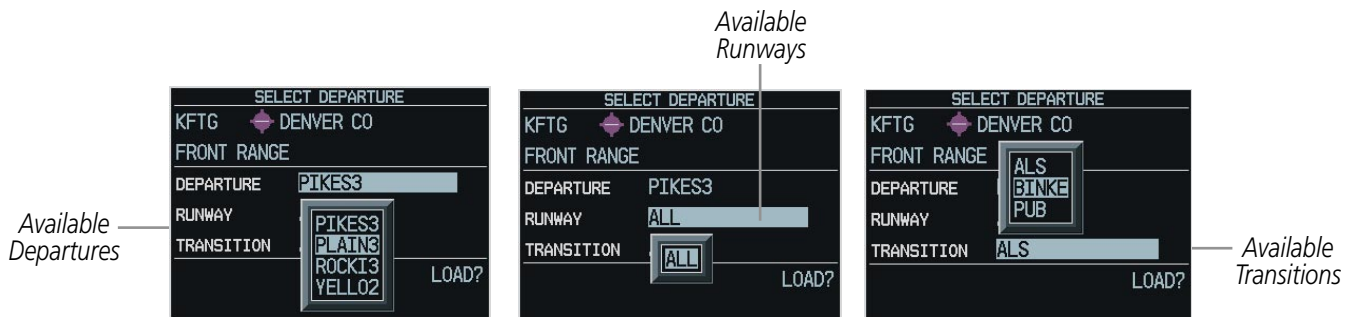 Available
Runways
SELECT DEPARTURE
KFTG DENVER CO
FRONT RANGE
DEPARTURE PIKES3
RUNWAY
TRANSITION
PIKES3
PLAIN3
ROCKI3
YELLO2
LOAD?
Available
Departures
SELECT DEPARTURE
KFTG DENVER CO
FRONT RANGE
DEPARTURE PIKES3
RUNWAY ALL
TRANSITION
ALL
LOAD?
SELECT DEPARTURE
KFTG DENVER CO
FRONT RANGE
ALS
BINKE
PUB
DEPARTURE
RUNWAY
TRANSITION ALS
LOAD?
Available
Transitions